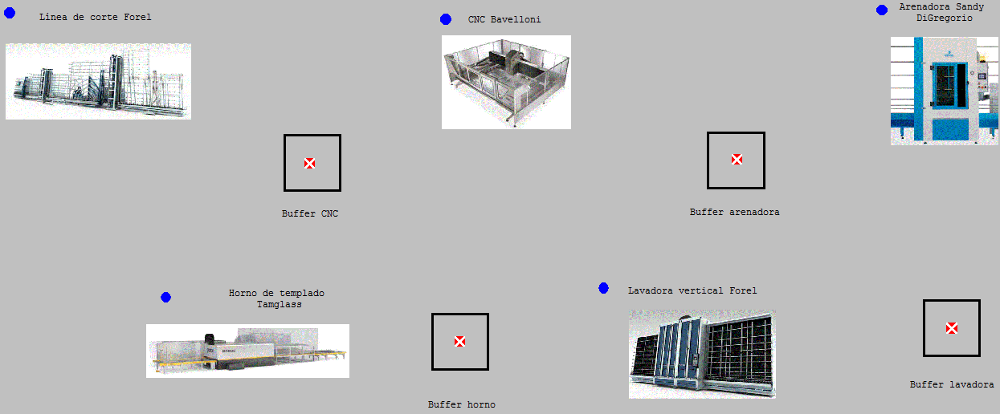 Línea de corte Forel
CNC Bavelloni
Arenadora Sandy
DiGregorio
Buffer CNC
Buffer arenadora
Horno de templado
Tamglass
Lavadora vertical Forel
Buffer horno
Buffer lavadora